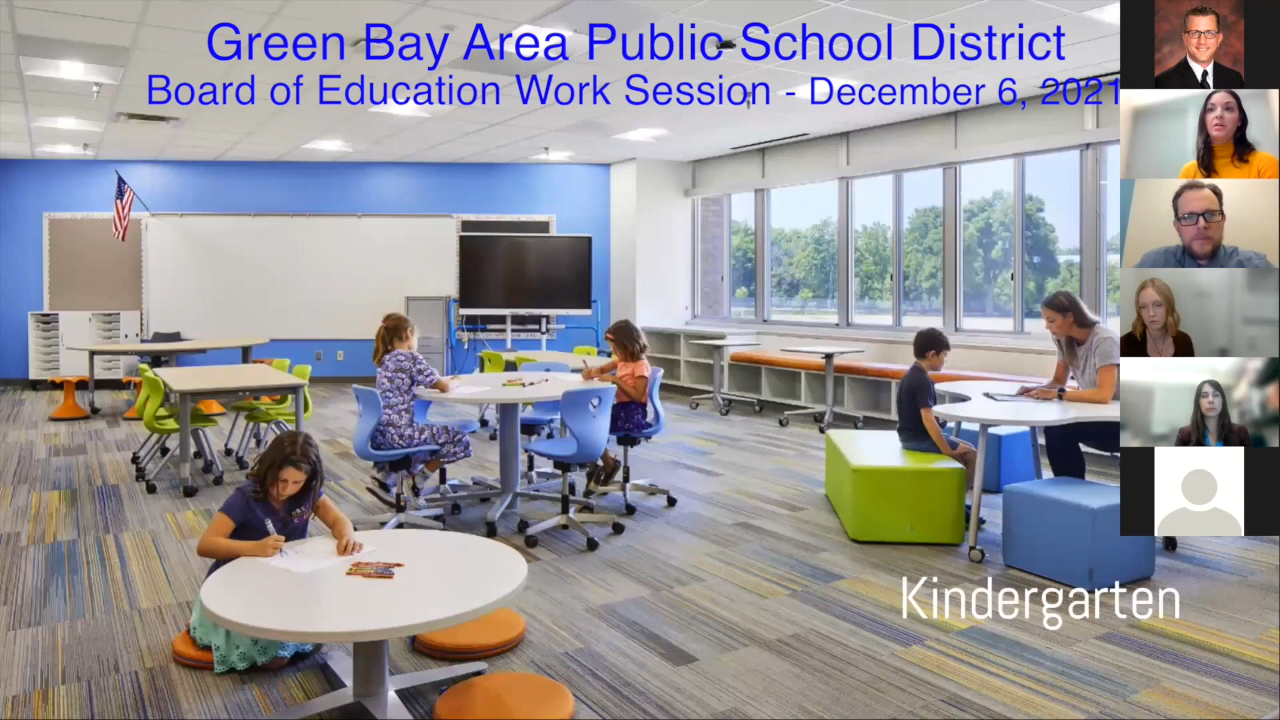 Green Bay Area Public School District
Board of Education Work Session - December 6, 2021
Kindergarten